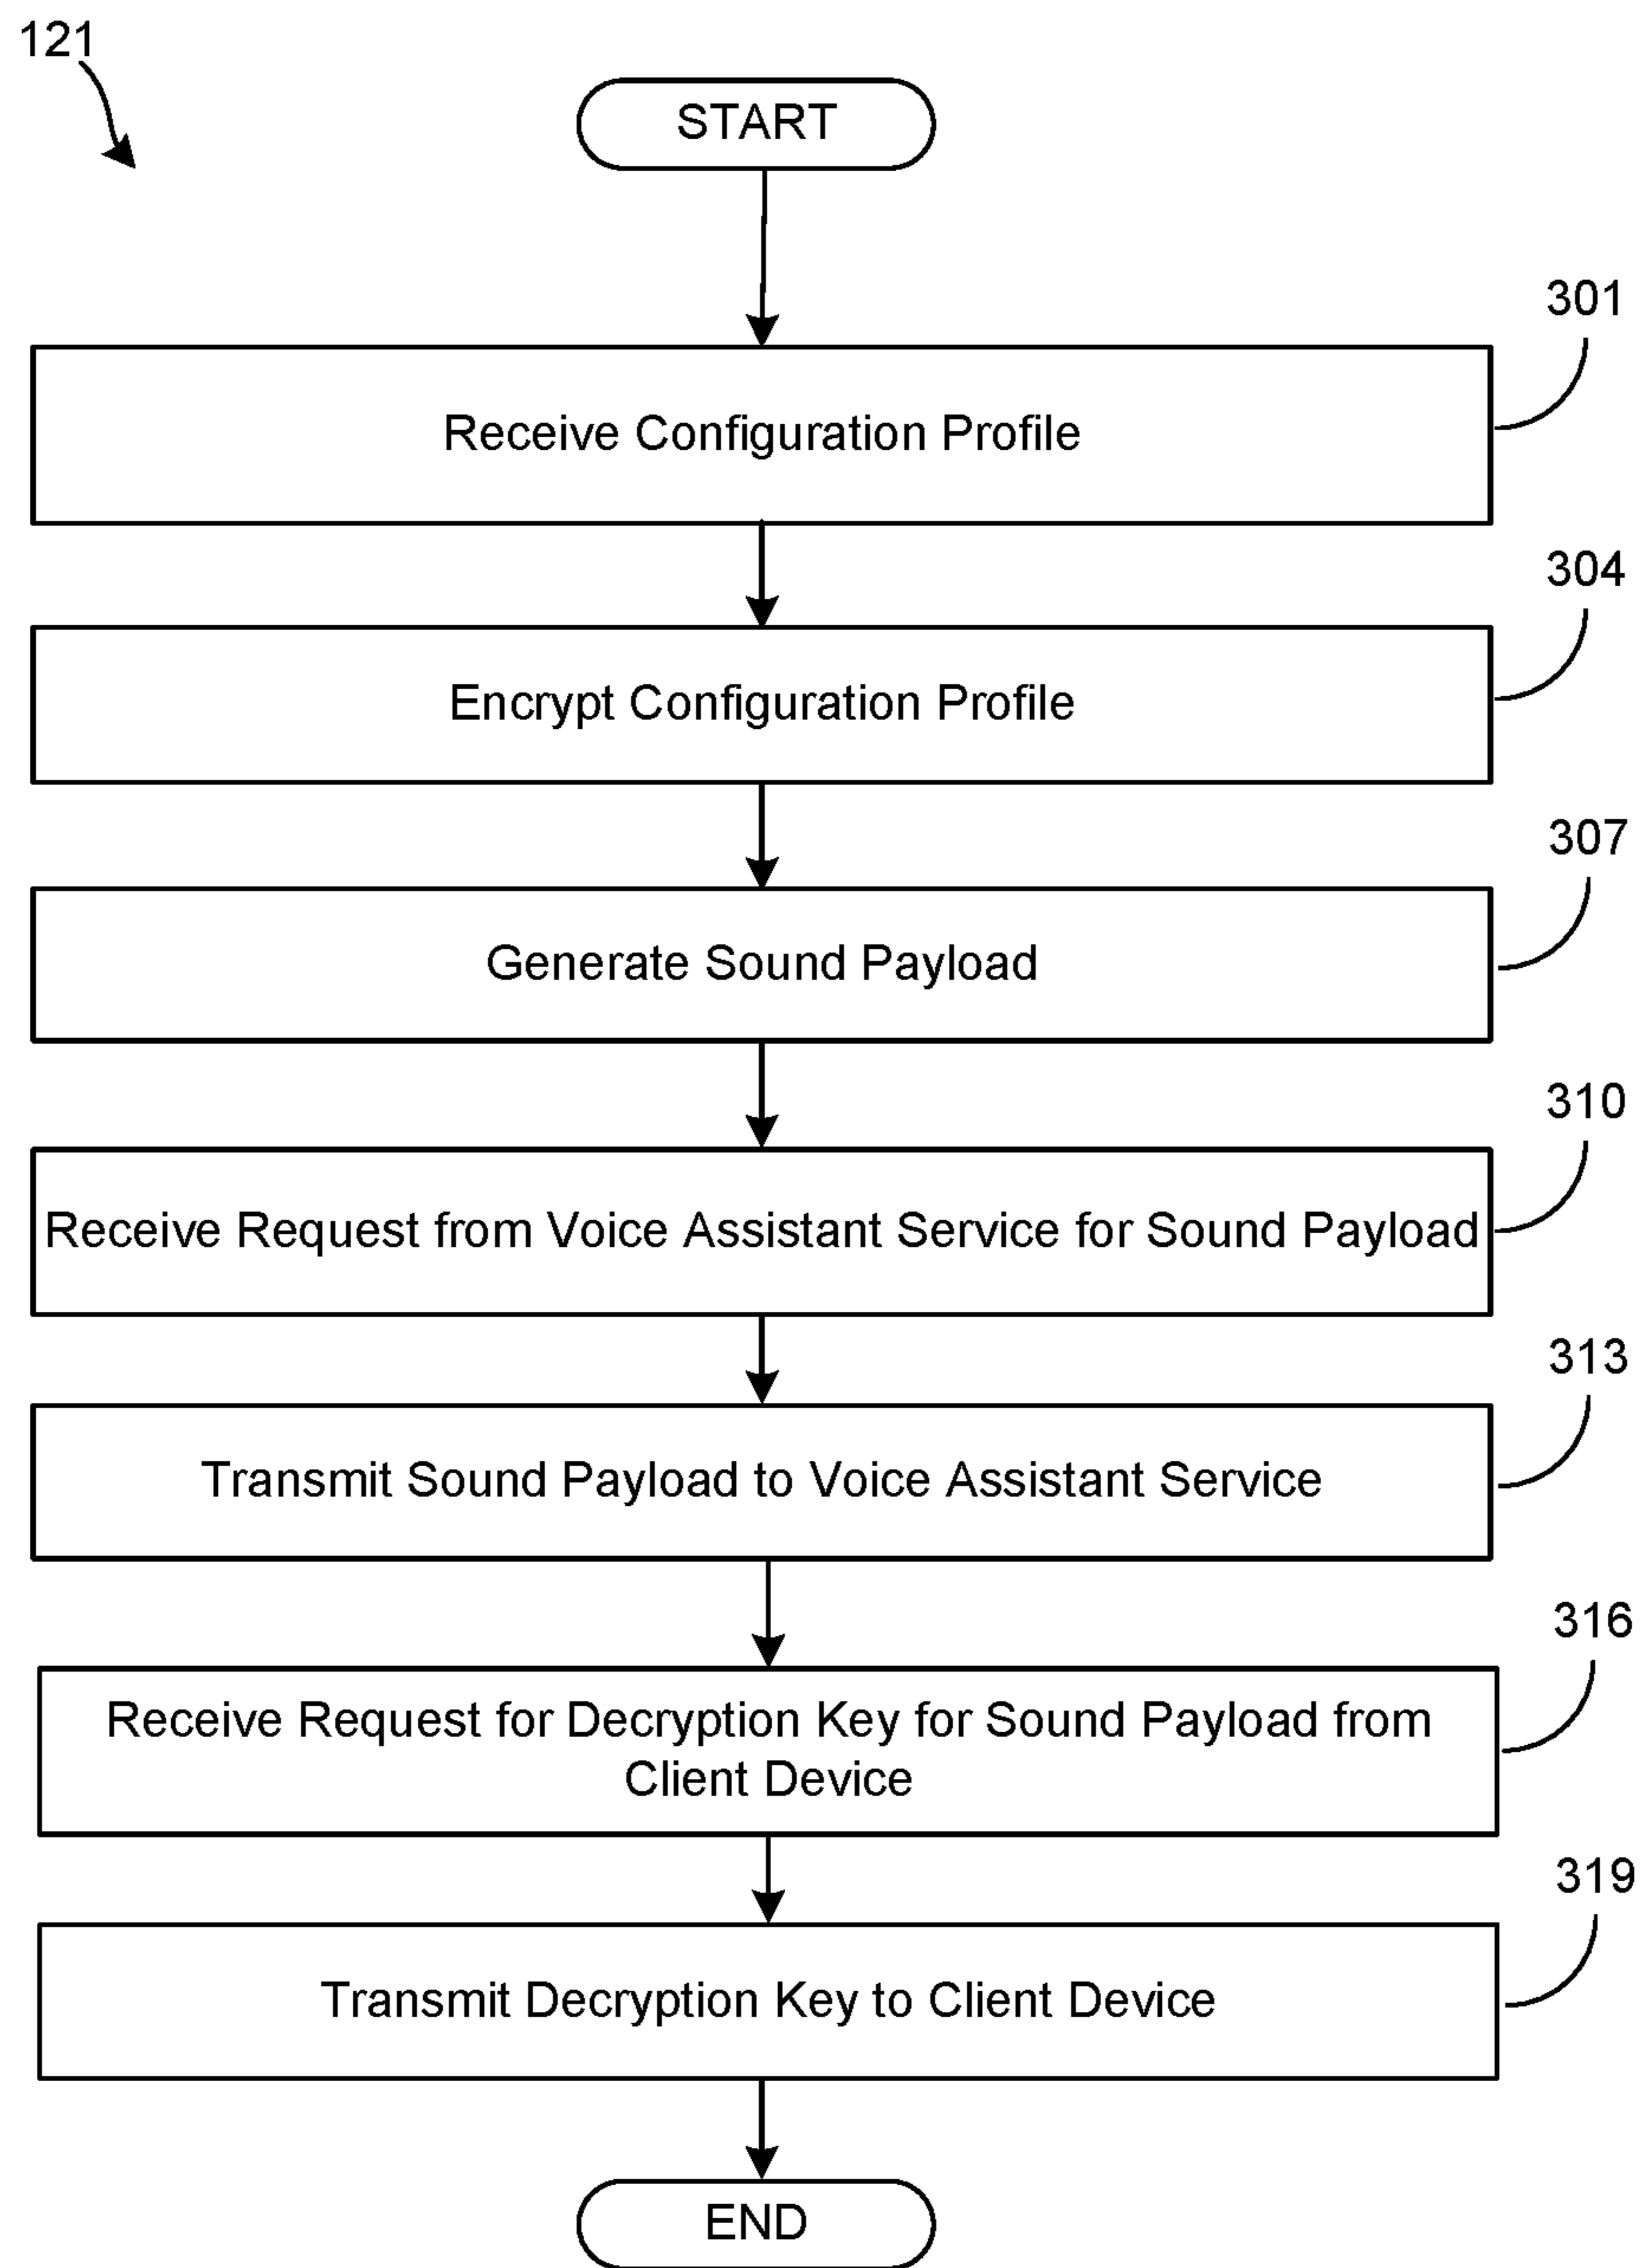 121
START
301
Receive Configuration Profile
304
Encrypt Configuration Profile
307
Generate Sound Payload
310
Receive Request from Voice Assistant Service for Sound Payload
313
Transmit Sound Payload to Voice Assistant Service
316
Receive Request for Decryption Key for Sound Payload from
Client Device
319
Transmit Decryption Key to Client Device
END